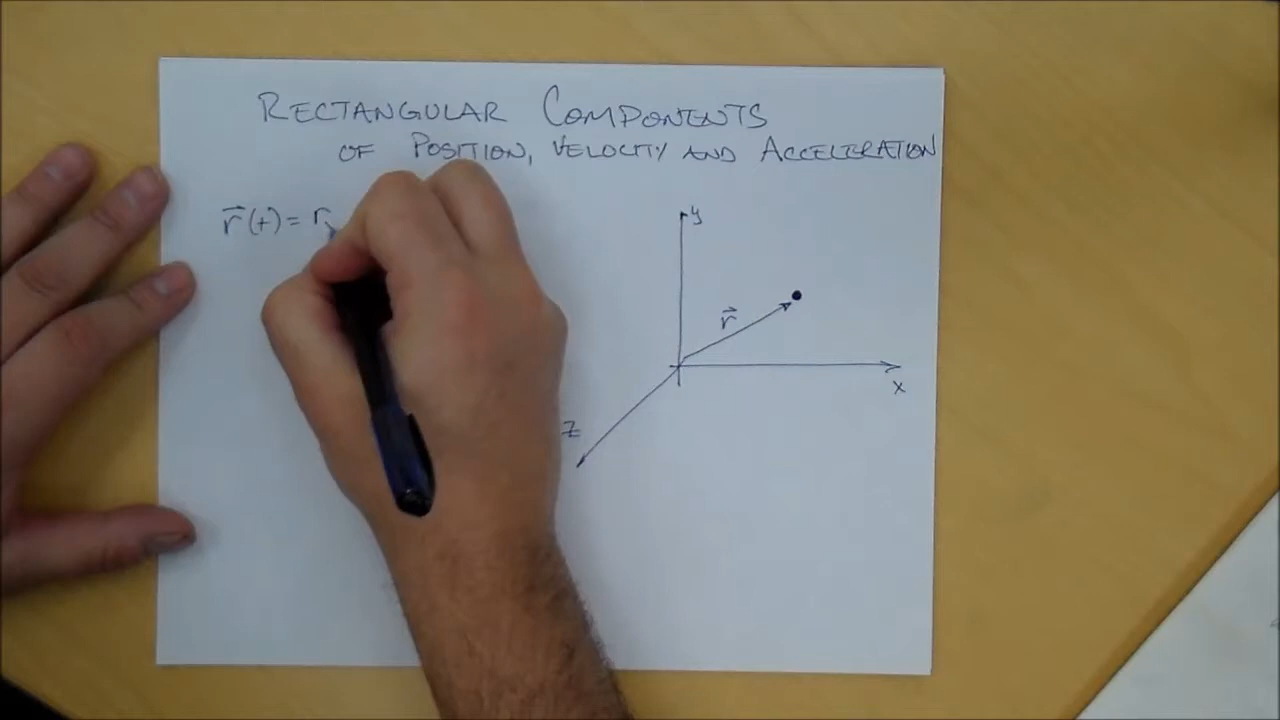 RECTANGULAR COMPONENTS
OF POSITION, VELOCITY AND ACCELERATION
r⃗(t) = r
y
r⃗
x
z